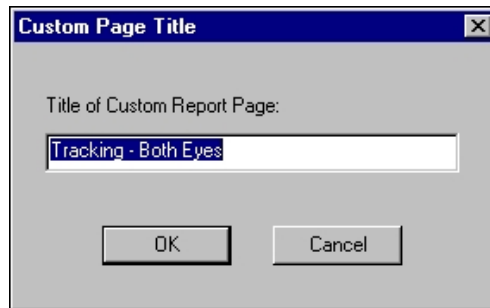 Custom Page Title
Title of Custom Report Page:
Tracking - Both Eyes
OK Cancel